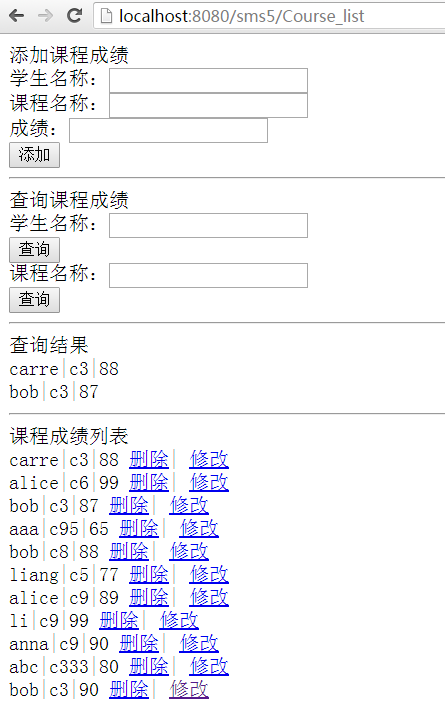 localhost:8080/sms5/Course_list
添加课程成绩
学生名称：
课程名称：
成绩：
添加
查询课程成绩
学生名称：
查询
课程名称：
查询
查询结果
carre|c3|88
bob|c3|87
课程成绩列表
carre|c3|88 删除| 修改
alice|c6|99 删除| 修改
bob|c3|87 删除| 修改
aaa|c95|65 删除| 修改
bob|c8|88 删除| 修改
liang|c5|77 删除| 修改
alice|c9|89 删除| 修改
li|c9|99 删除| 修改
anna|c9|90 删除| 修改
abc|c333|80 删除| 修改
bob|c3|90 删除| 修改